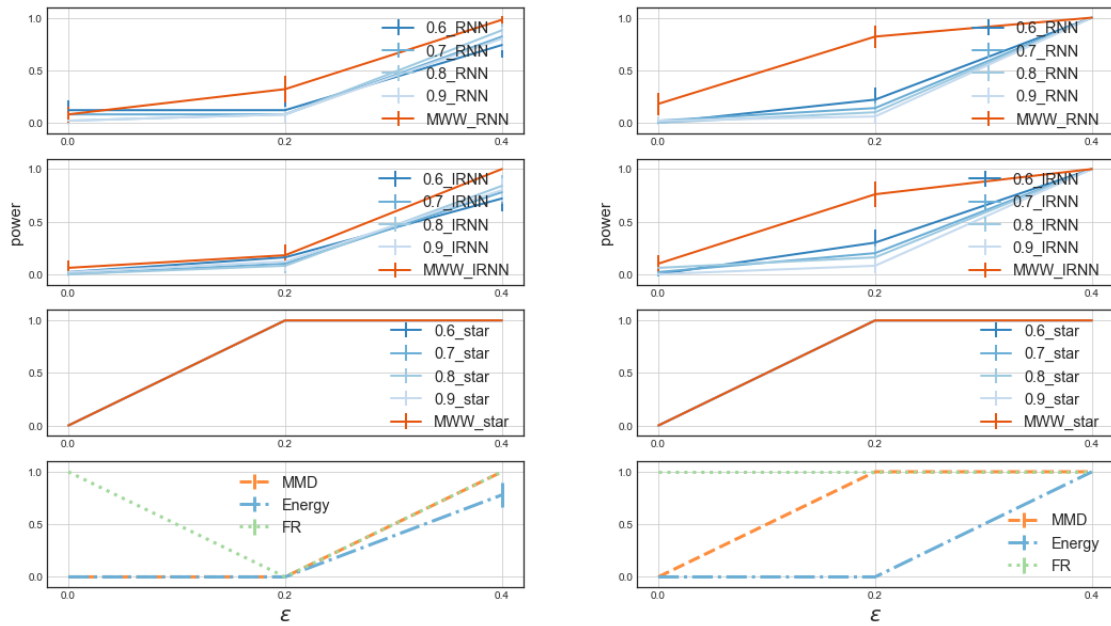 1.0
0.5
0.0
0.0
0.2
0.4
0.6_RNN
0.7_RNN
0.8_RNN
0.9_RNN
MWW_RNN
1.0
0.5
0.0
0.0
0.2
0.4
0.6_RNN
0.7_RNN
0.8_RNN
0.9_RNN
MWW_RNN
power
1.0
0.5
0.0
0.0
0.2
0.4
0.6_IRNN
0.7_IRNN
0.8_IRNN
0.9_IRNN
MWW_IRNN
power
1.0
0.5
0.0
0.0
0.2
0.4
0.6_IRNN
0.7_IRNN
0.8_IRNN
0.9_IRNN
MWW_IRNN
1.0
0.5
0.0
0.0
0.2
0.4
0.6_star
0.7_star
0.8_star
0.9_star
MWW_star
1.0
0.5
0.0
0.0
0.2
0.4
0.6_star
0.7_star
0.8_star
0.9_star
MWW_star
1.0
0.5
0.0
0.0
0.2
0.4
MMD
Energy
FR
ε
1.0
0.5
0.0
0.0
0.2
0.4
MMD
Energy
FR
ε